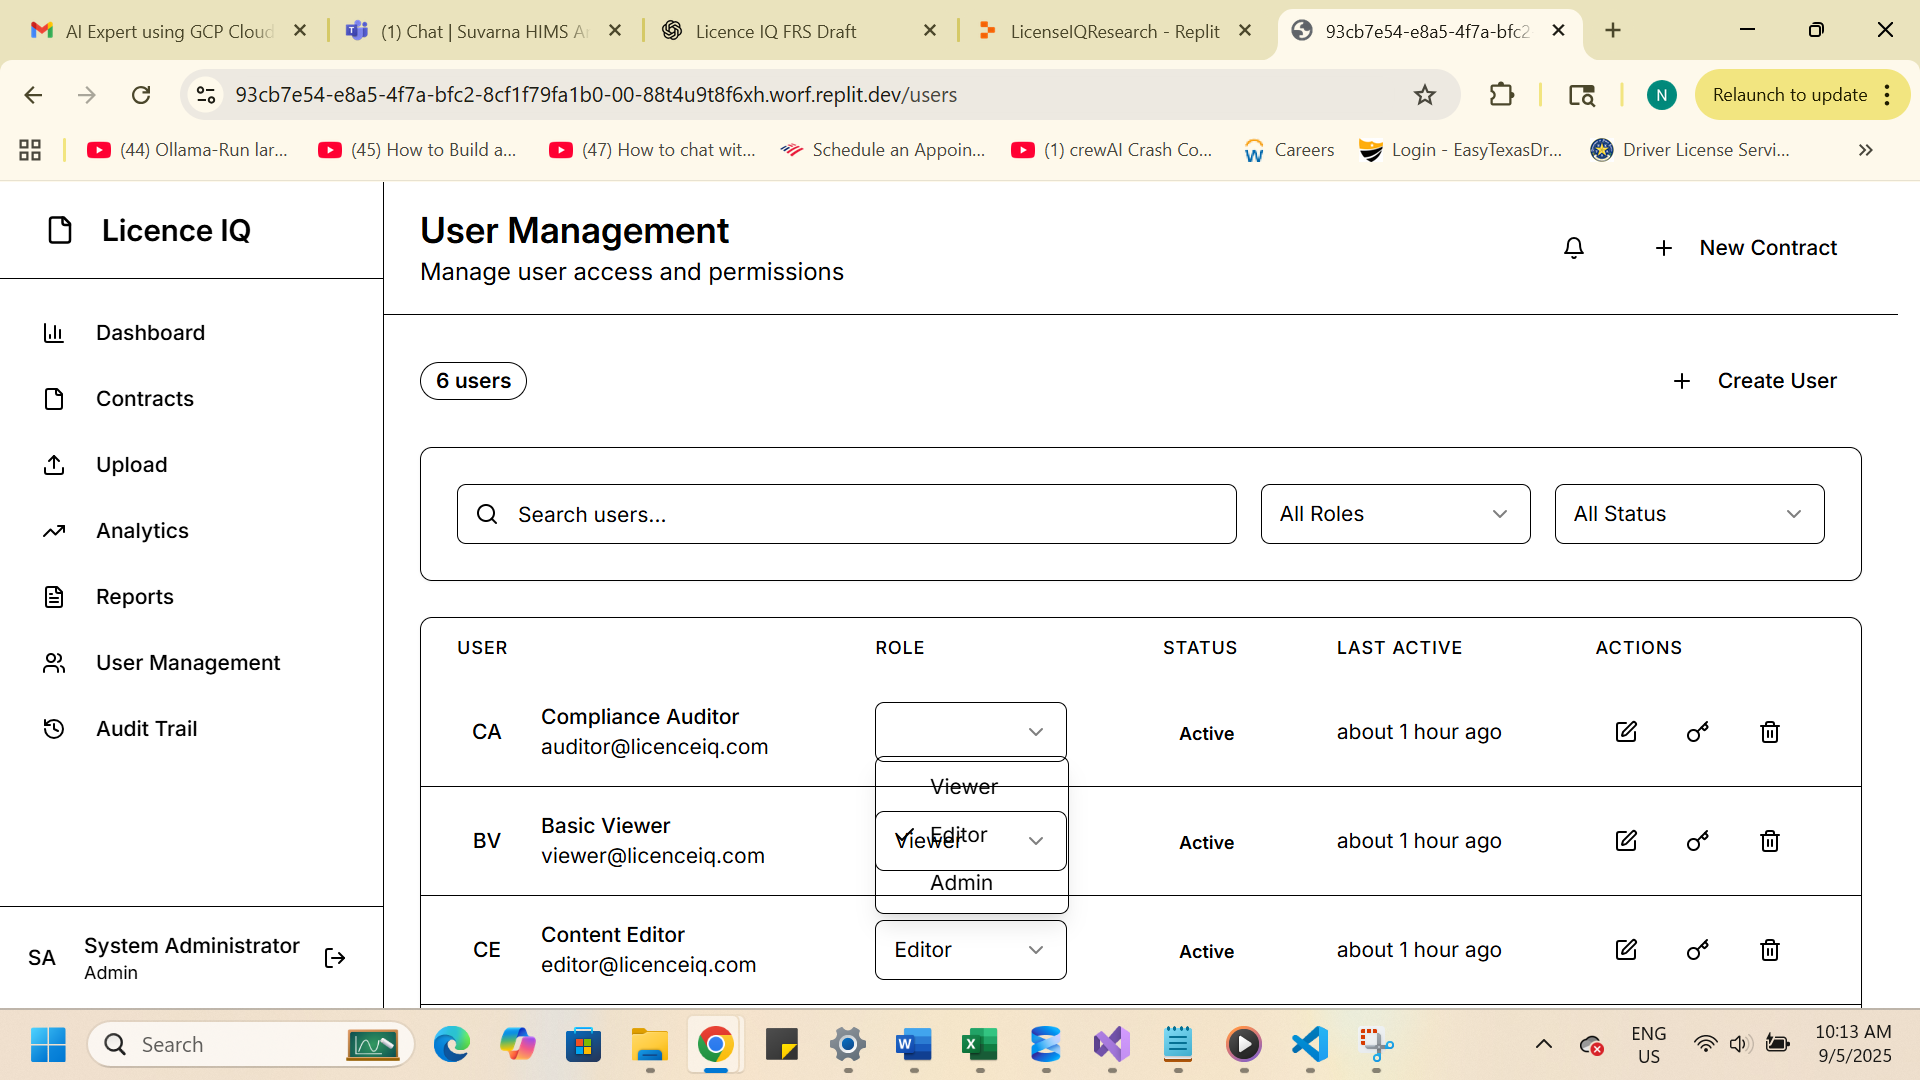 AI Expert using GCP Cloud
(1) Chat | Suvarna HIMS A
Licence IQ FRS Draft
LicenseIQResearch - Replit
93cb7e54-e8a5-4f7a-bfc2
93cb7e54-e8a5-4f7a-bfc2-8cf1f79fa1b0-00-88t4u9t8f6xh.worf.replit.dev/users
N
Relaunch to update
(44) Ollama-Run lar...
(45) How to Build a...
(47) How to chat wit...
Schedule an Appoin...
(1) crewAI Crash Co...
Careers
Login - EasyTexasDr...
Driver License Servi...
Licence IQ
Dashboard
Contracts
Upload
Analytics
Reports
User Management
Audit Trail
SA
System Administrator
Admin
User Management
Manage user access and permissions
New Contract
6 users
Create User
Search users...
All Roles
All Status
USER ROLE STATUS LAST ACTIVE ACTIONS
CA
Compliance Auditor
auditor@licenceiq.com
Active
about 1 hour ago
Viewer
Editor
Admin
BV
Basic Viewer
viewer@licenceiq.com
Viewer
Active
about 1 hour ago
CE
Content Editor
editor@licenceiq.com
Editor
Active
about 1 hour ago
Search
ENG
US
10:13 AM
9/5/2025